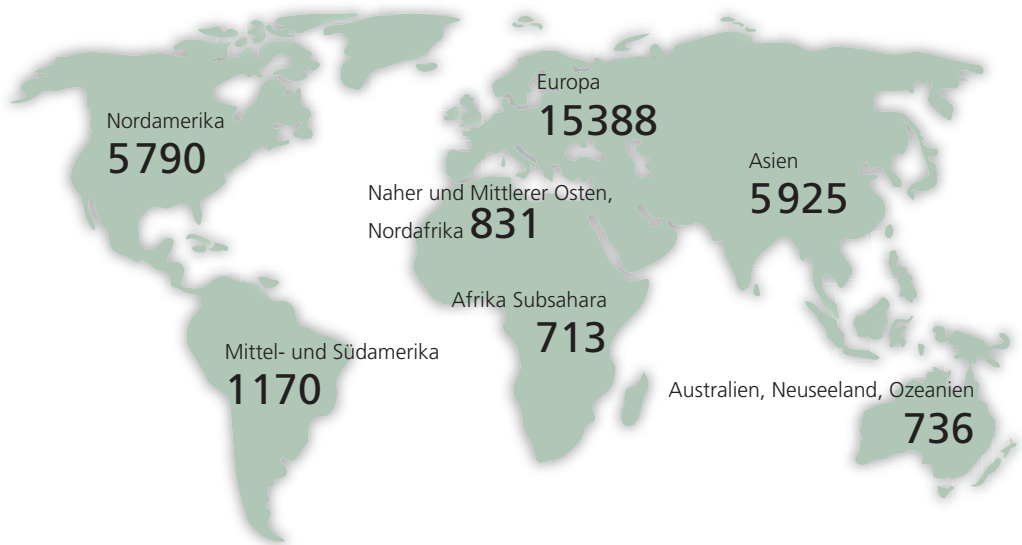 Europa
15388
Nordamerika
5790
Asien
5925
Naher und Mittlerer Osten,
Nordafrika 831
Afrika Subsahara
713
Mittel- und Südamerika
1170
Australien, Neuseeland, Ozeanien
736